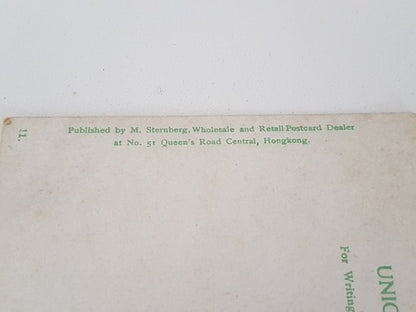 Published by M. Sternberg, Wholesale and Retail Postcard Dealer
at No. 51 Queen's Road Central, Hongkong.
11.
UNIO
For Writing